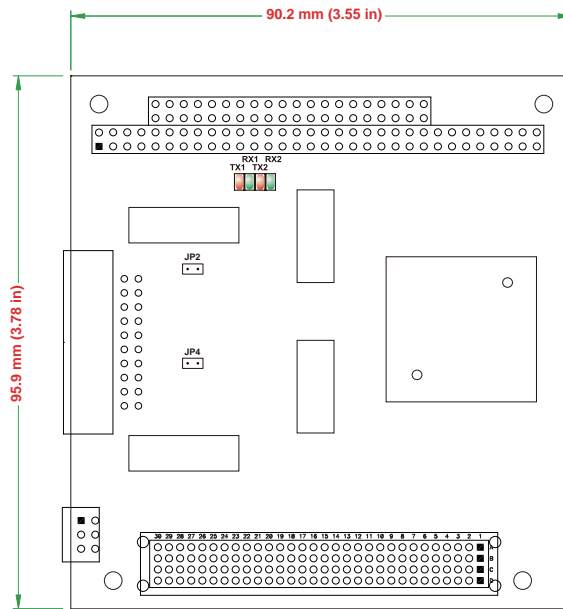 90.2 mm (3.55 in)
RX1 RX2
TX1 TX2
JP2
95.9 mm (3.78 in)
JP4
30 29 28 27 26 25 24 23 22 21 20 19 18 17 16 15 14 13 12 11 10 9 8 7 6 5 4 3 2 1
A
B
C
D